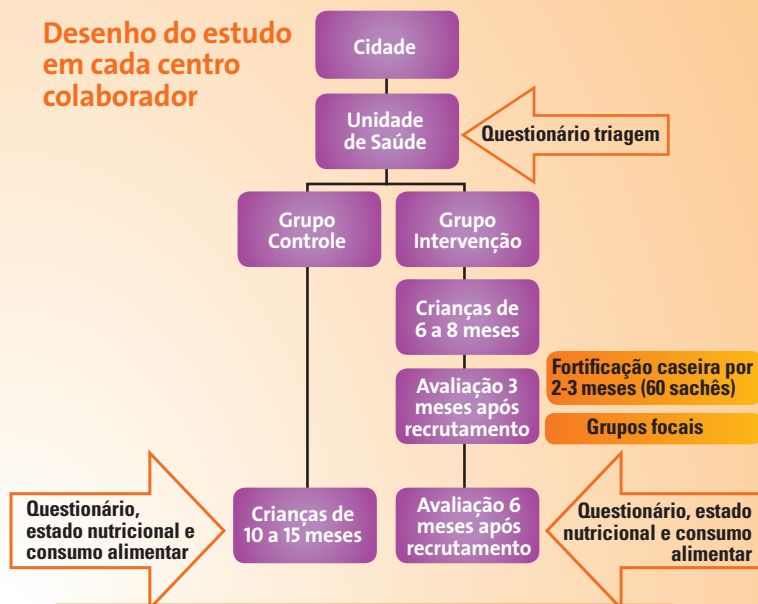 Desenho do estudo
em cada centro
colaborador
Cidade
Unidade
de Saúde
Questionário triagem
Grupo
Controle
Grupo
Intervenção
Crianças de
6 a 8 meses
Avaliação 3
meses após
recrutamento
Fortificação caseira por
2-3 meses (60 sachês)
Grupos focais
Questionário,
estado nutricional e
consumo alimentar
Crianças de
10 a 15 meses
Avaliação 6
meses após
recrutamento
Questionário, estado
nutricional e consumo
alimentar